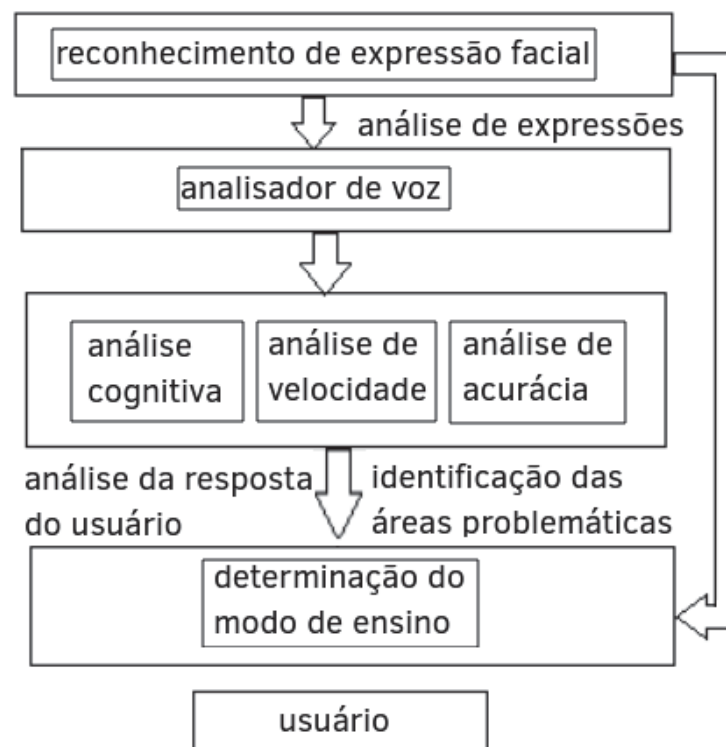 reconhecimento de expressão facial
análise de expressões
analisador de voz
análise
cognitiva
análise de
velocidade
análise de
acurácia
análise da resposta
do usuário
identificação das
áreas problemáticas
determinação do
modo de ensino
usuário